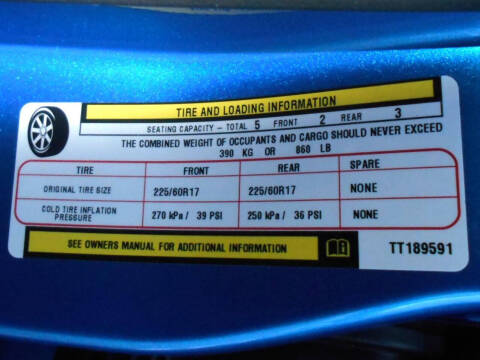 TIRE AND LOADING INFORMATION
SEATING CAPACITY - TOTAL 5 FRONT 2 REAR 3
THE COMBINED WEIGHT OF OCCUPANTS AND CARGO SHOULD NEVER EXCEED
390 KG OR 860 LB
TIRE FRONT REAR SPARE
ORIGINAL TIRE SIZE 225/60R17 225/60R17 NONE
COLD TIRE INFLATION PRESSURE 270 kPa / 39 PSI 250 kPa / 36 PSI NONE
SEE OWNERS MANUAL FOR ADDITIONAL INFORMATION TT189591